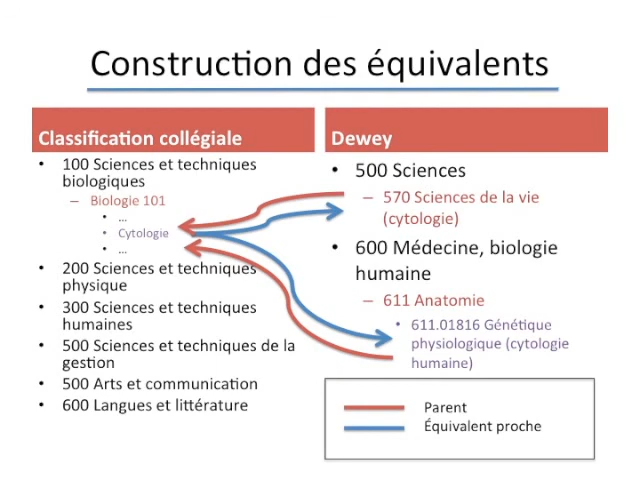 Construction des équivalents
Classification collégiale
• 100 Sciences et techniques
biologiques
– Biologie 101
• ...
• Cytologie
• ...
• 200 Sciences et techniques
physique
• 300 Sciences et techniques
humaines
• 500 Sciences et techniques de la
gestion
• 500 Arts et communication
• 600 Langues et littérature
Dewey
• 500 Sciences
– 570 Sciences de la vie
(cytologie)
• 600 Médecine, biologie
humaine
– 611 Anatomie
• 611.01816 Génétique
physiologique (cytologie
humaine)
Parent
Équivalent proche